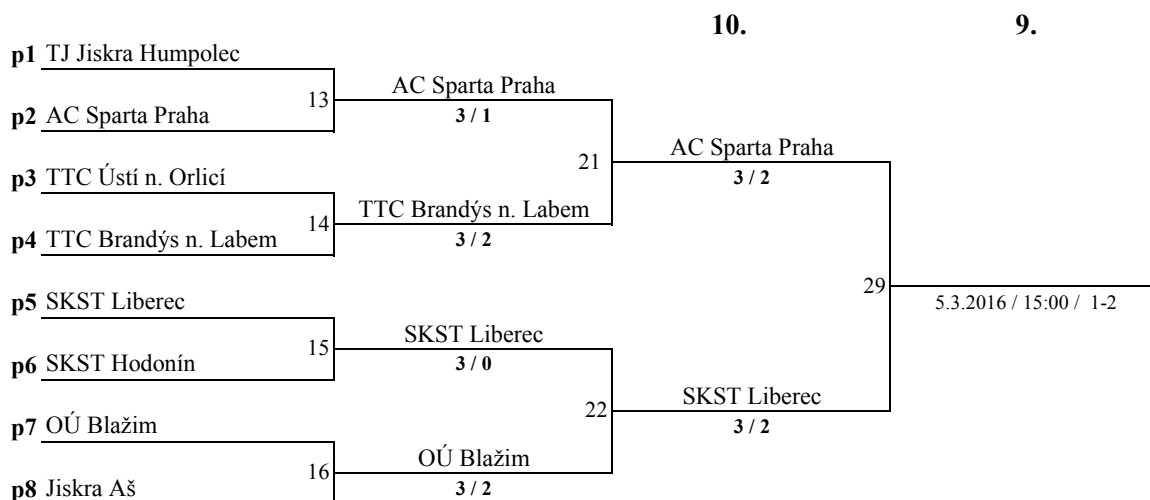 10. 9.
p1 TJ Jiskra Humpolec
13 AC Sparta Praha
3 / 1
p2 AC Sparta Praha
21 AC Sparta Praha
3 / 2
p3 TTC Ústí n. Orlicí
14 TTC Brandýs n. Labem
3 / 2
p4 TTC Brandýs n. Labem
29
5.3.2016 / 15:00 / 1-2
p5 SKST Liberec
15 SKST Liberec
3 / 0
p6 SKST Hodonín
22 SKST Liberec
3 / 2
p7 OÚ Blažim
16 OÚ Blažim
3 / 2
p8 Jiskra Aš